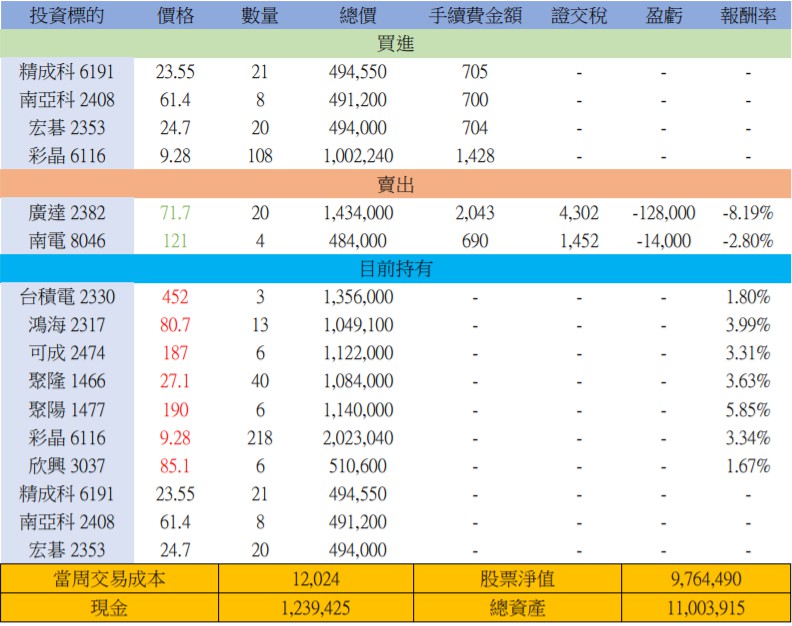 投資標的 價格 數量 總價 手續費金額 證交稅 盈虧 報酬率
買進
精成科 6191 23.55 21 494,550 705 - - -
南亞科 2408 61.4 8 491,200 700 - - -
宏碁 2353 24.7 20 494,000 704 - - -
彩晶 6116 9.28 108 1,002,240 1,428 - - -
賣出
廣達 2382 71.7 20 1,434,000 2,043 4,302 -128,000 -8.19%
南電 8046 121 4 484,000 690 1,452 -14,000 -2.80%
目前持有
台積電 2330 452 3 1,356,000 - - - 1.80%
鴻海 2317 80.7 13 1,049,100 - - - 3.99%
可成 2474 187 6 1,122,000 - - - 3.31%
聚隆 1466 27.1 40 1,084,000 - - - 3.63%
聚陽 1477 190 6 1,140,000 - - - 5.85%
彩晶 6116 9.28 218 2,023,040 - - - 3.34%
欣興 3037 85.1 6 510,600 - - - 1.67%
精成科 6191 23.55 21 494,550 - - - -
南亞科 2408 61.4 8 491,200 - - - -
宏碁 2353 24.7 20 494,000 - - - -
當周交易成本 12,024 股票淨值 9,764,490
現金 1,239,425 總資產 11,003,915